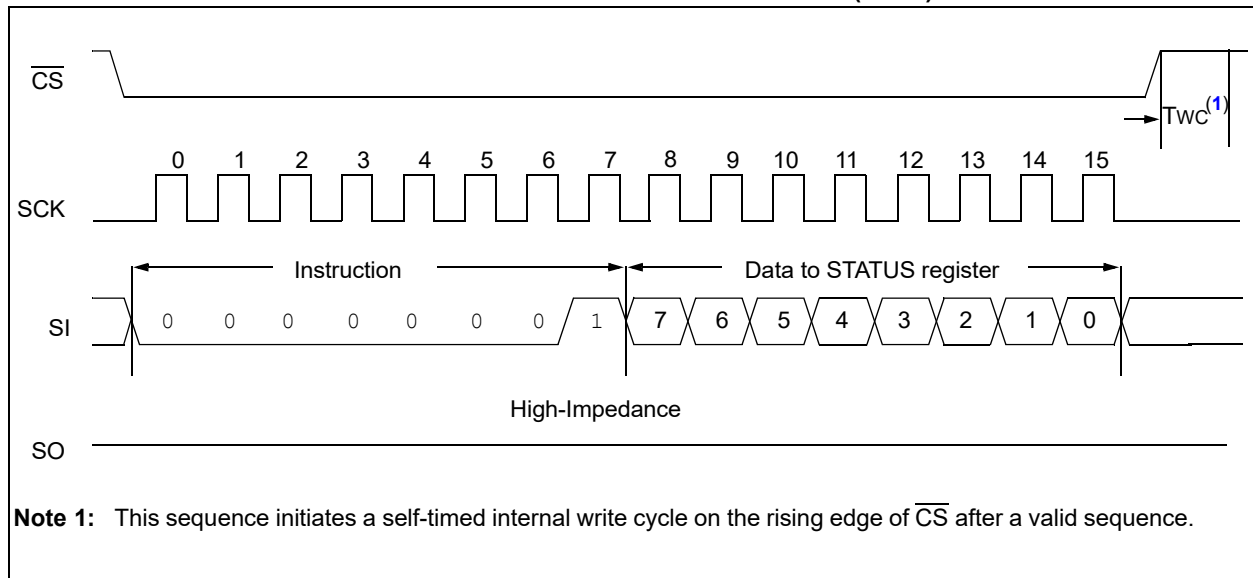 CS
TWC(1)
0 1 2 3 4 5 6 7 8 9 10 11 12 13 14 15
SCK
Instruction Data to STATUS register
SI 0 0 0 0 0 0 0 1 7 6 5 4 3 2 1 0
High-Impedance
SO
Note 1: This sequence initiates a self-timed internal write cycle on the rising edge of CS after a valid sequence.